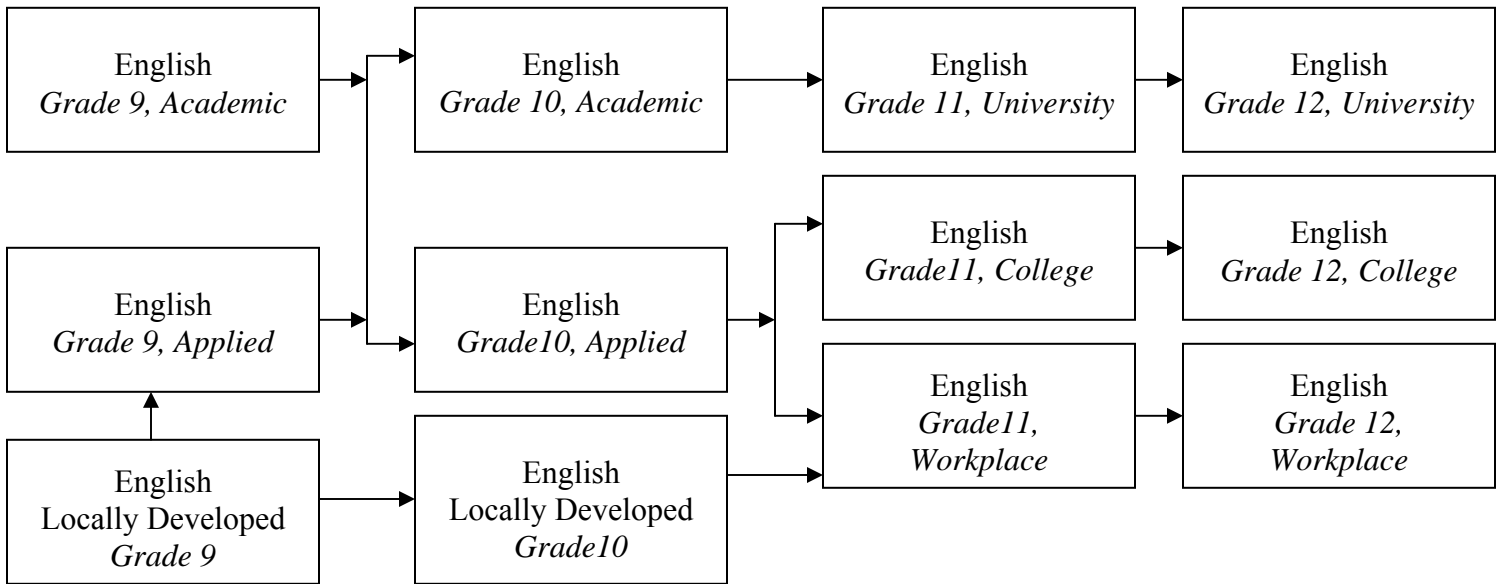 English
Grade 9, Academic
English
Grade 10, Academic
English
Grade 11, University
English
Grade 12, University
English
Grade 9, Applied
English
Grade10, Applied
English
Grade11, College
English
Grade 12, College
English
Grade11,
Workplace
English
Grade 12,
Workplace
English
Locally Developed
Grade 9
English
Locally Developed
Grade10